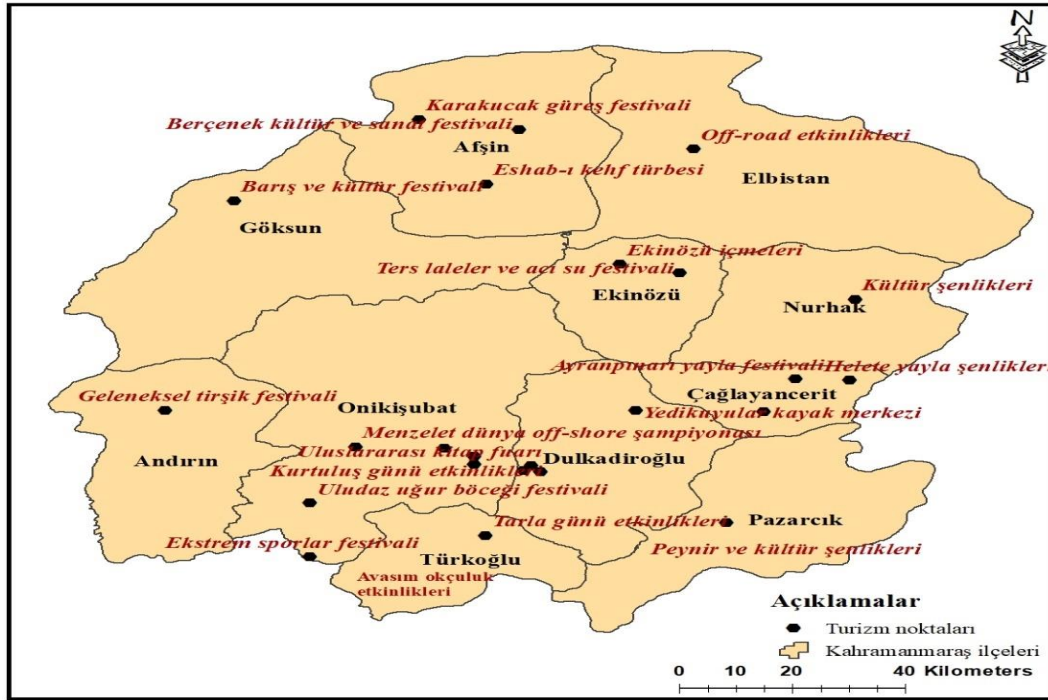 N
Karakucak güreş festivali
Berçenek kültür ve sanat festivali
Off-road etkinlikleri
Afşin
Eshab-ı kehf türbesi
Elbistan
Barış ve kültür festivali
Göksun
Ekinözü içmeleri
Ters laleler ve acı su festivali
Ekinözü
Kültür şenlikleri
Nurhak
Ayranpınarı yayla festivali
Helete yayla şenlikleri
Çağlayancerit
Geleneksel tirşik festivali
Onikişubat
Yedikuyular kayak merkezi
Menzelet dünya off-shore şampiyonası
Uluslararası kitap fuarı
Dulkadiroğlu
Andırın
Kurtuluş günü etkinlikleri
Uludaz uğur böceği festivali
Tarla günü etkinlikleri
Pazarcık
Ekstrem sporlar festivali
Türkoğlu
Peynir ve kültür şenlikleri
Avasım okçuluk
etkinlikleri
Açıklamalar
Turizm noktaları
Kahramanmaraş ilçeleri
0 10 20 40 Kilometers